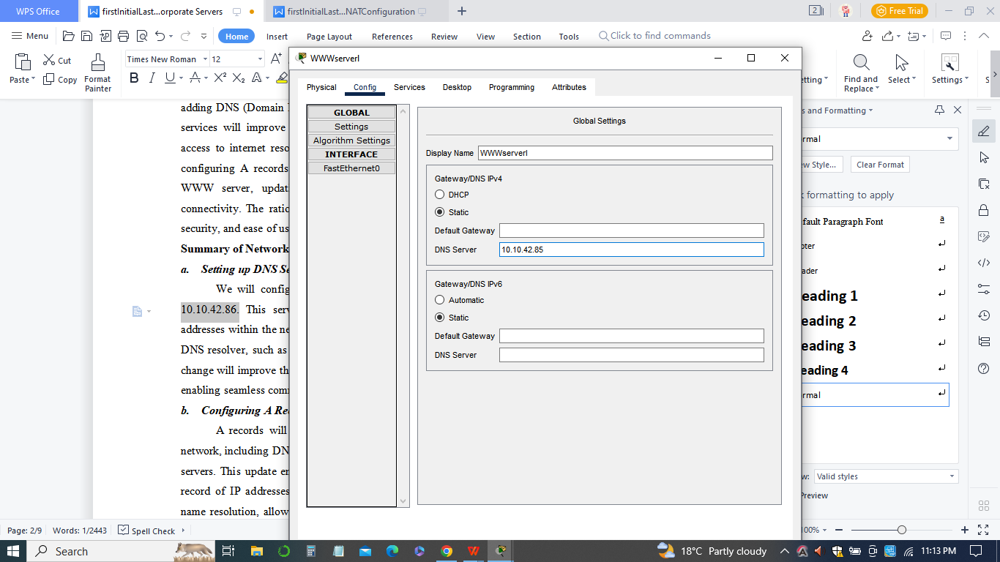 WPS Office
firstInitialLast...orporate Servers
firstInitialLast...NATConfiguration
2
Free Trial
Menu
Home
Insert
Page Layout
References
Review
View
Section
Tools
Click to find commands
Paste
Cut
Copy
Format
Painter
Times New Roman
12
etting
Find and
Replace
Select
Settings
S
adding DNS (Domain
services will improve
access to internet reso
configuring A records
WWW server, updat
connectivity. The ratio
security, and ease of us
Summary of Network
a. Setting up DNS Se
We will config
10.10.42.86. This serv
addresses within the ne
DNS resolver, such as
change will improve th
enabling seamless com
b. Configuring A Rec
A records will
network, including DN
servers. This update en
record of IP addresses
name resolution, allow
WWWserverl
Physical
Config
Services
Desktop
Programming
Attributes
GLOBAL
Settings
Algorithm Settings
INTERFACE
FastEthernet0
Global Settings
Display Name WWWserverl
Gateway/DNS IPv4
DHCP
Static
Default Gateway
DNS Server 10.10.42.85
Gateway/DNS IPv6
Automatic
Static
Default Gateway
DNS Server
s and Formatting
rmal
ew Style...
Clear Format
k formatting to apply
efault Paragraph Font a
oter
ader
eading 1
eading 2
eading 3
eading 4
rmal
w: Valid styles
Preview
Page: 2/9
Words: 1/2443
Spell Check
100%
Search
18°C Partly cloudy
11:13 PM